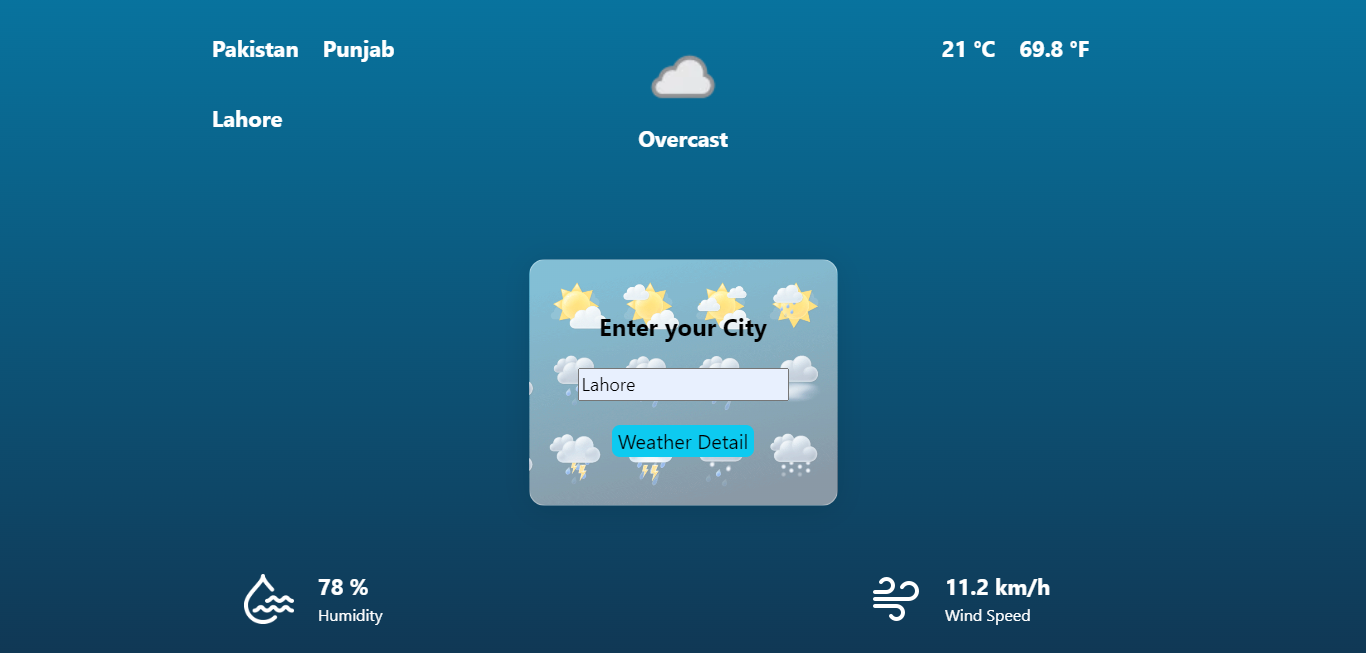 Pakistan Punjab
21 °C 69.8 °F
Lahore
Overcast
Enter your City
Lahore
Weather Detail
78 %
Humidity
11.2 km/h
Wind Speed